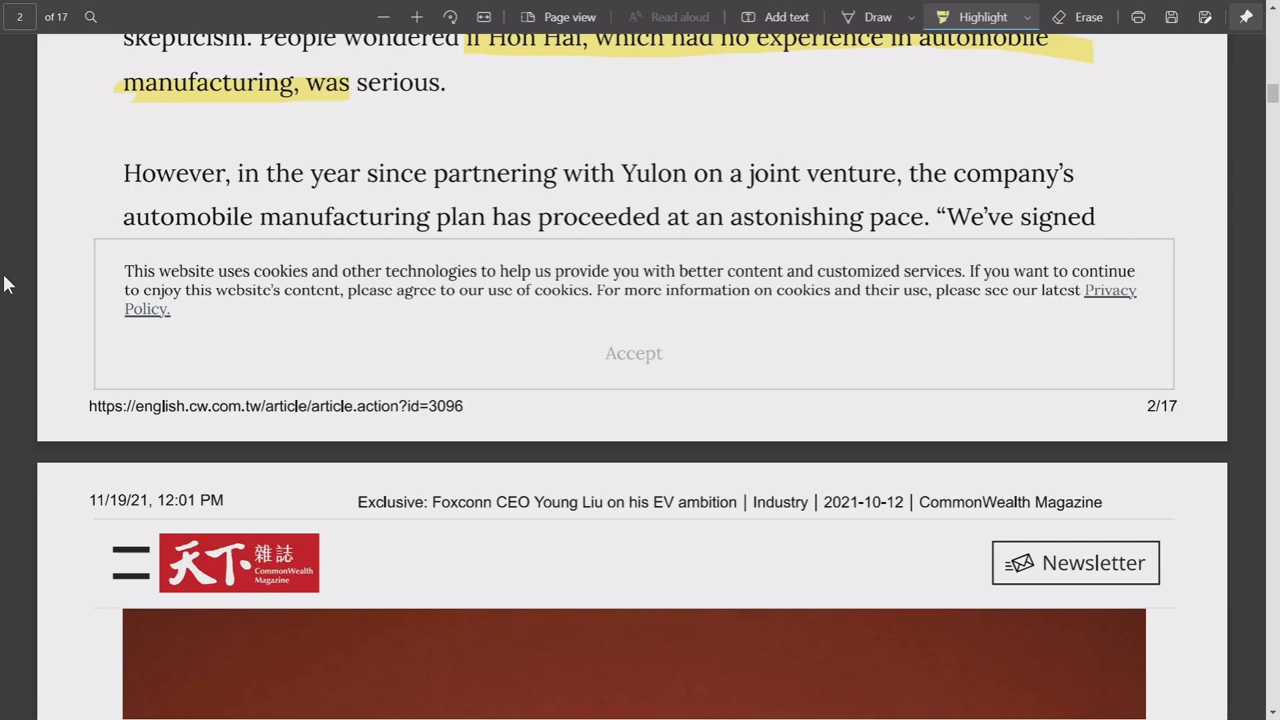 2 of 17 Page view Read aloud Add text Draw Highlight Erase
skepticism. People wondered if Hon Hai, which had no experience in automobile
manufacturing, was serious.
However, in the year since partnering with Yulon on a joint venture, the company’s
automobile manufacturing plan has proceeded at an astonishing pace. “We’ve signed
This website uses cookies and other technologies to help us provide you with better content and customized services. If you want to continue
to enjoy this website’s content, please agree to our use of cookies. For more information on cookies and their use, please see our latest Privacy
Policy.
Accept
https://english.cw.com.tw/article/article.action?id=3096 2/17
11/19/21, 12:01 PM Exclusive: Foxconn CEO Young Liu on his EV ambition | Industry | 2021-10-12 | CommonWealth Magazine
天下 雜誌
CommonWealth
Magazine
Newsletter